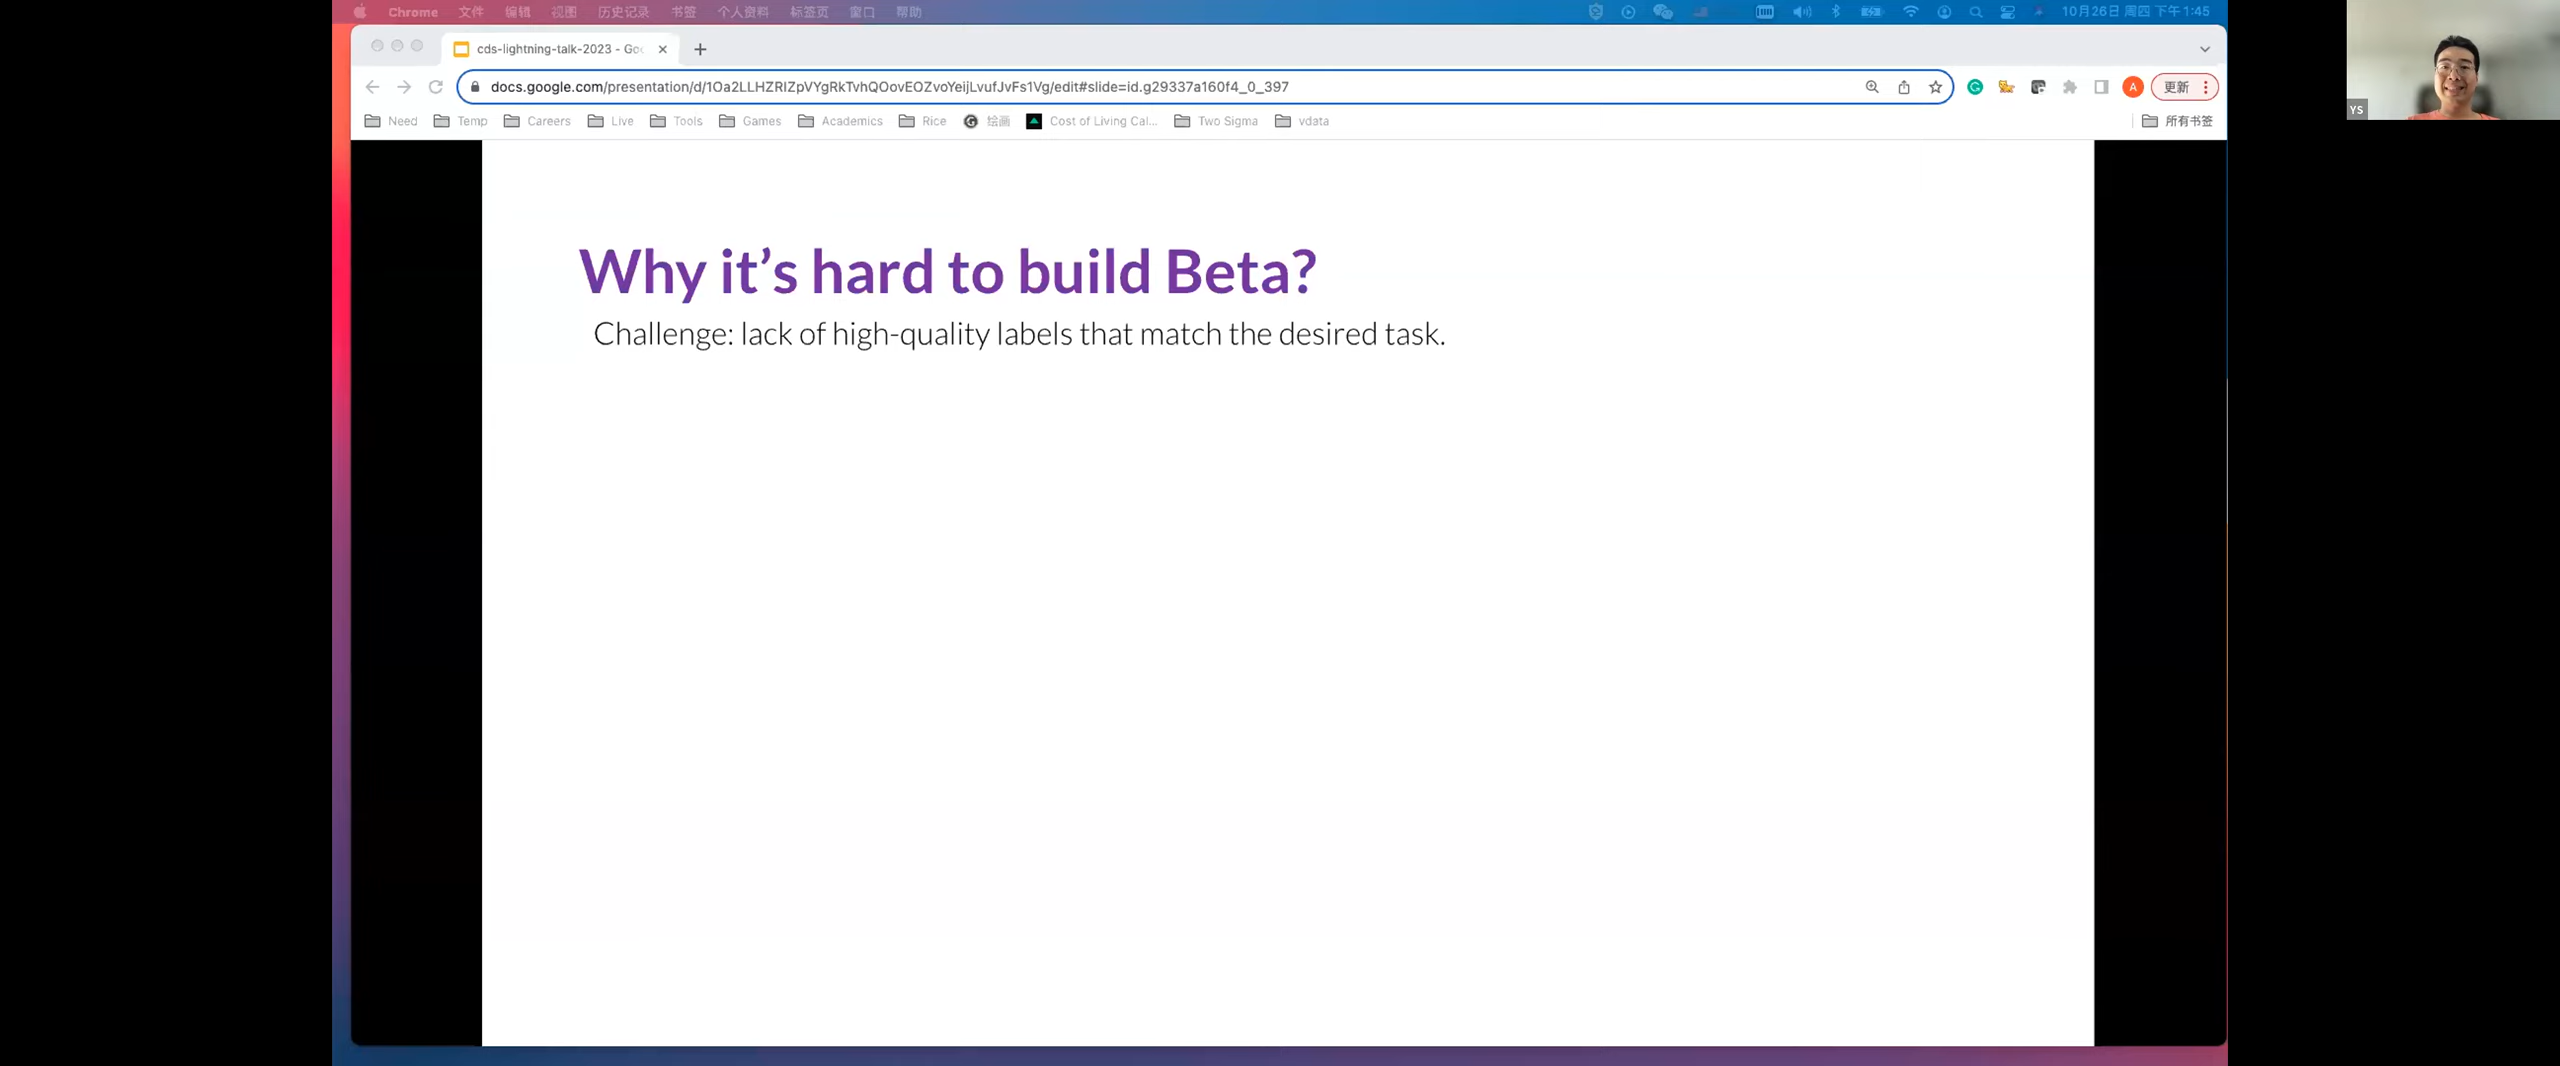 Chrome 文件 编辑 视图 历史记录 书签 个人资料 标签页 窗口 帮助 10月26日 周四 下午 1:45
cds-lightning-talk-2023 - Goo
docs.google.com/presentation/d/1Oa2LLHZRIZpVYgRkTvhQOovEOZvoYeijLvufJvFs1Vg/edit#slide=id.g29337a160f4_0_397 A 更新
Need Temp Careers Live Tools Games Academics Rice 绘画 Cost of Living Cal... Two Sigma vdata 所有书签
YS
Why it’s hard to build Beta?
Challenge: lack of high-quality labels that match the desired task.